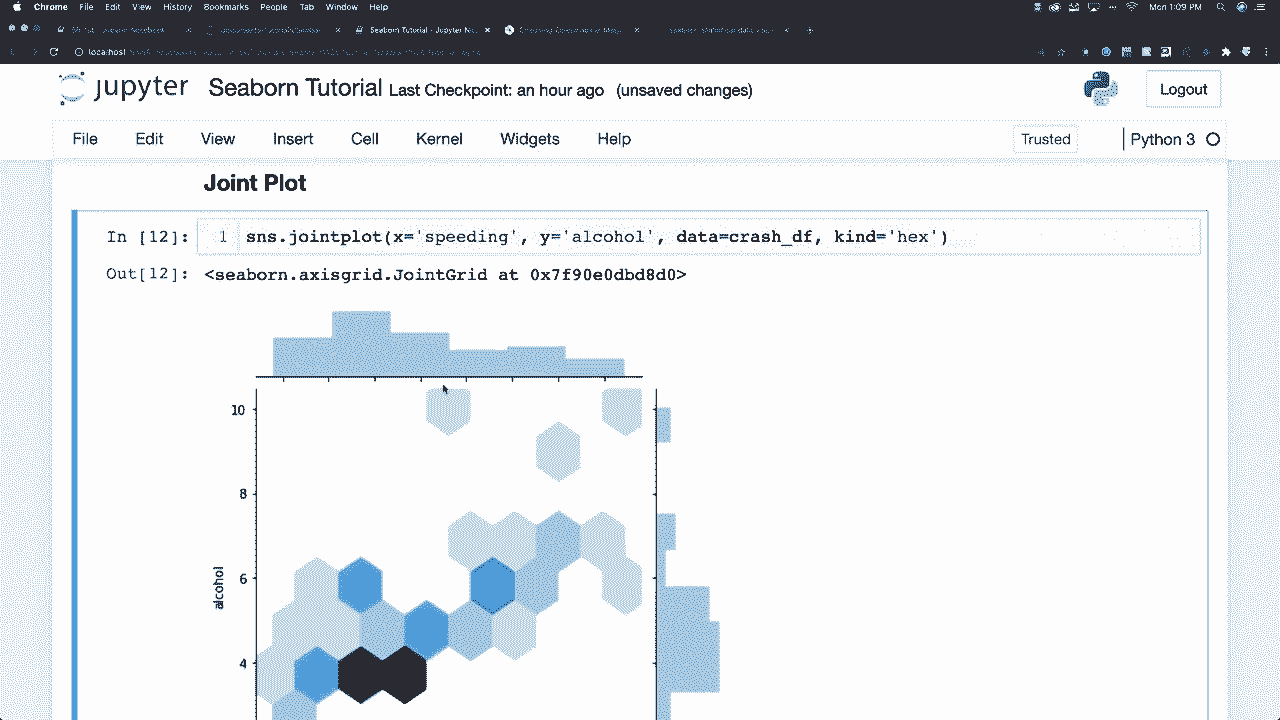 Chrome File Edit View History Bookmarks People Tab Window Help Mon 1:09 PM
Seaborn Tutorial - Jupyter No
localhost
jupyter Seaborn Tutorial Last Checkpoint: an hour ago (unsaved changes) Logout
File Edit View Insert Cell Kernel Widgets Help Trusted Python 3
Joint Plot
In [12]: 1 sns.jointplot(x='speeding', y='alcohol', data=crash_df, kind='hex')
Out[12]: <seaborn.axisgrid.JointGrid at 0x7f90e0dbd8d0>
10
8
6
alcohol
4